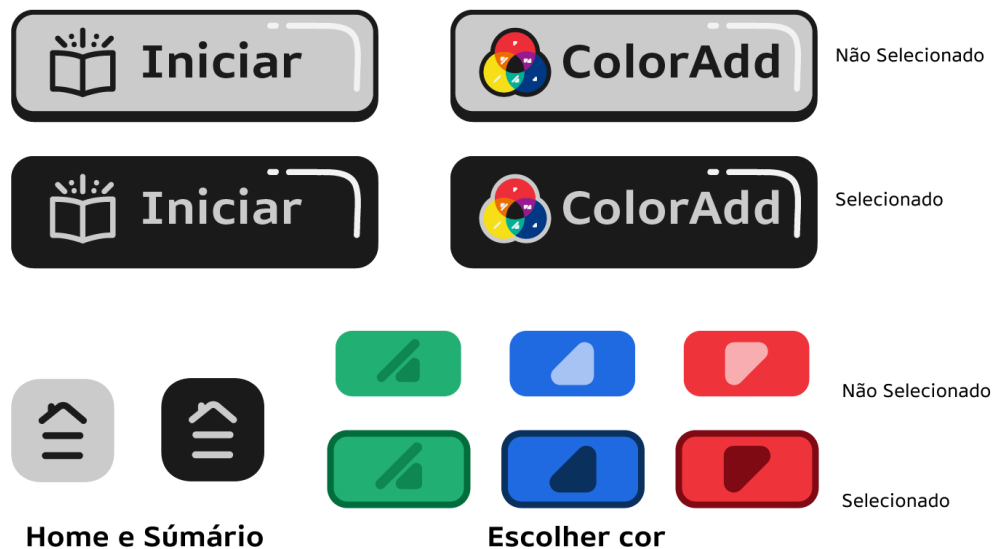 Iniciar
ColorAdd
Não Selecionado
Iniciar
ColorAdd
Selecionado
Não Selecionado
Selecionado
Home e Súmário
Escolher cor